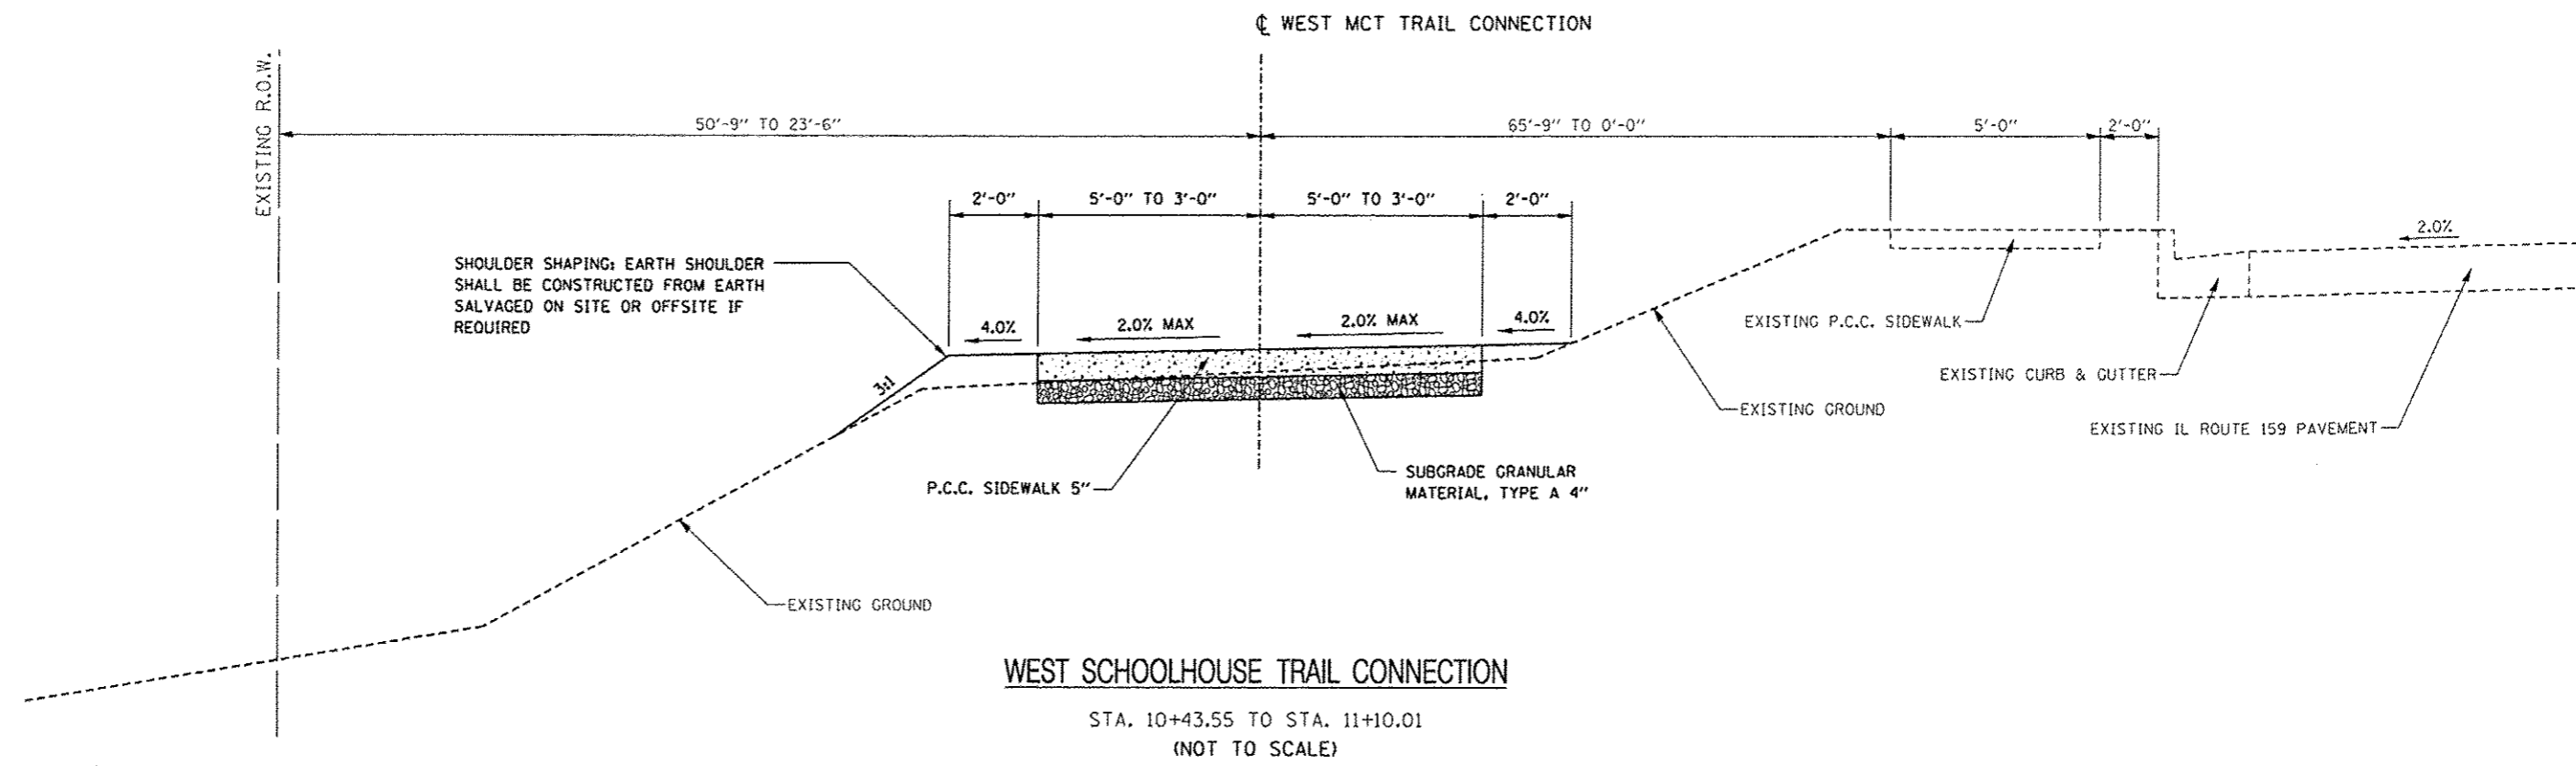 ℄ WEST MCT TRAIL CONNECTION
EXISTING R.O.W.
50'-9" TO 23'-6"
65'-9" TO 0'-0"
5'-0"
2'-0"
2'-0"
5'-0" TO 3'-0"
5'-0" TO 3'-0"
2'-0"
SHOULDER SHAPING: EARTH SHOULDER
SHALL BE CONSTRUCTED FROM EARTH
SALVAGED ON SITE OR OFFSITE IF
REQUIRED
4.0%
2.0% MAX
2.0% MAX
4.0%
2.0%
3:1
EXISTING P.C.C. SIDEWALK
EXISTING CURB & GUTTER
EXISTING GROUND
EXISTING IL ROUTE 159 PAVEMENT
P.C.C. SIDEWALK 5"
SUBGRADE GRANULAR
MATERIAL, TYPE A 4"
EXISTING GROUND
WEST SCHOOLHOUSE TRAIL CONNECTION
STA. 10+43.55 TO STA. 11+10.01
(NOT TO SCALE)